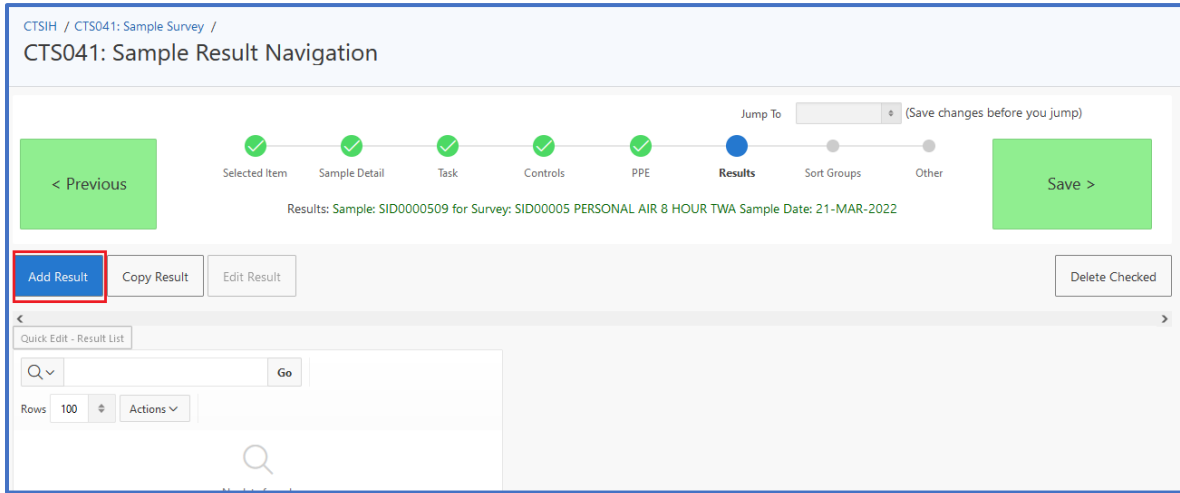 CTSIH / CTS041: Sample Survey /
CTS041: Sample Result Navigation
Jump To (Save changes before you jump)
< Previous
Selected Item Sample Detail Task Controls PPE Results Sort Groups Other
Save >
Results: Sample: SID0000509 for Survey: SID00005 PERSONAL AIR 8 HOUR TWA Sample Date: 21-MAR-2022
Add Result Copy Result Edit Result Delete Checked
Quick Edit - Result List
Go
Rows 100 Actions